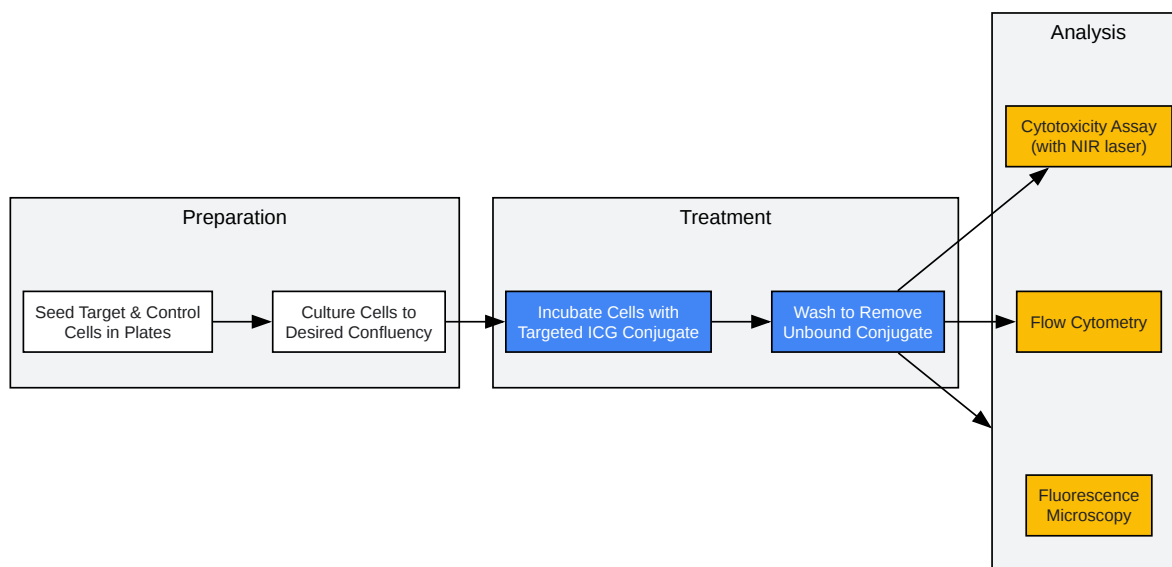 Preparation
Seed Target & Control
Cells in Plates
Culture Cells to
Desired Confluency
Treatment
Incubate Cells with
Targeted ICG Conjugate
Wash to Remove
Unbound Conjugate
Analysis
Cytotoxicity Assay
(with NIR laser)
Flow Cytometry
Fluorescence
Microscopy